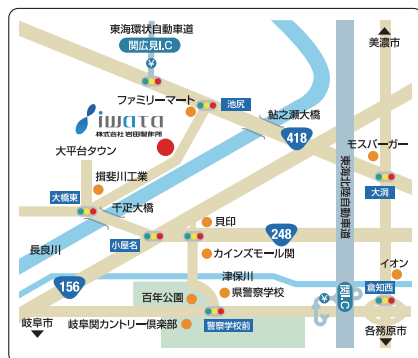 東海環状自動車道
関広見I.C
美濃市
ファミリーマート
池尻
鮎之瀬大橋
iwata
株式会社 岩田製作所
418
モスバーガー
大平台タウン
揖斐川工業
東海北陸自動車道
大洞
大橋東
千疋大橋
貝印
小屋名
248
長良川
カインズモール関
イオン
津保川
156
県警察学校
関I.C
倉知西
百年公園
岐阜市
岐阜関カントリー倶楽部
警察学校前
各務原市